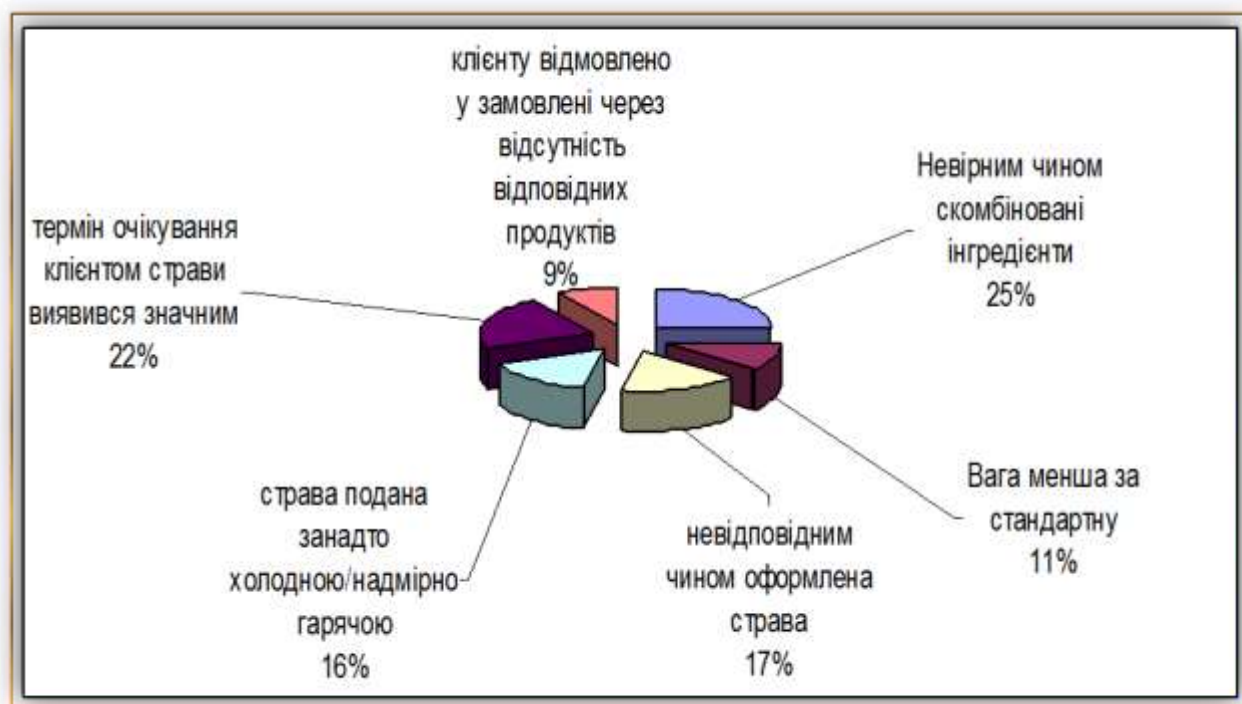 клієнту відмовлено
у замовлені через
відсутність
відповідних
продуктів
9%
Невірним чином
скомбіновані
інгредієнти
25%
термін очікування
клієнтом страви
виявився значним
22%
Вага менша за
стандартну
11%
страва подана
занадто
холодною/надмірно
гарячою
16%
невідповідним
чином оформлена
страва
17%